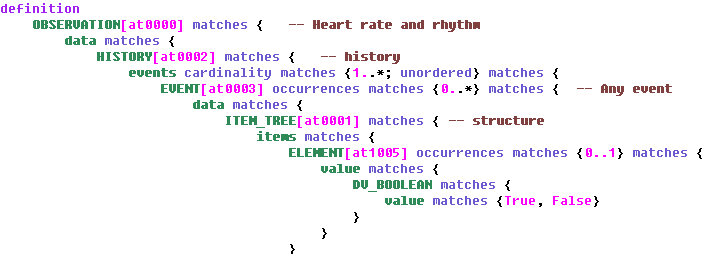 definition
OBSERVATION[at0000] matches {   -- Heart rate and rhythm
data matches {
HISTORY[at0002] matches {   -- history
events cardinality matches {1..*; unordered} matches {
EVENT[at0003] occurrences matches {0..*} matches {  -- Any event
data matches {
ITEM_TREE[at0001] matches { -- structure
items matches {
ELEMENT[at1005] occurrences matches {0..1} matches {
value matches {
DV_BOOLEAN matches {
value matches {True, False}
}
}
}